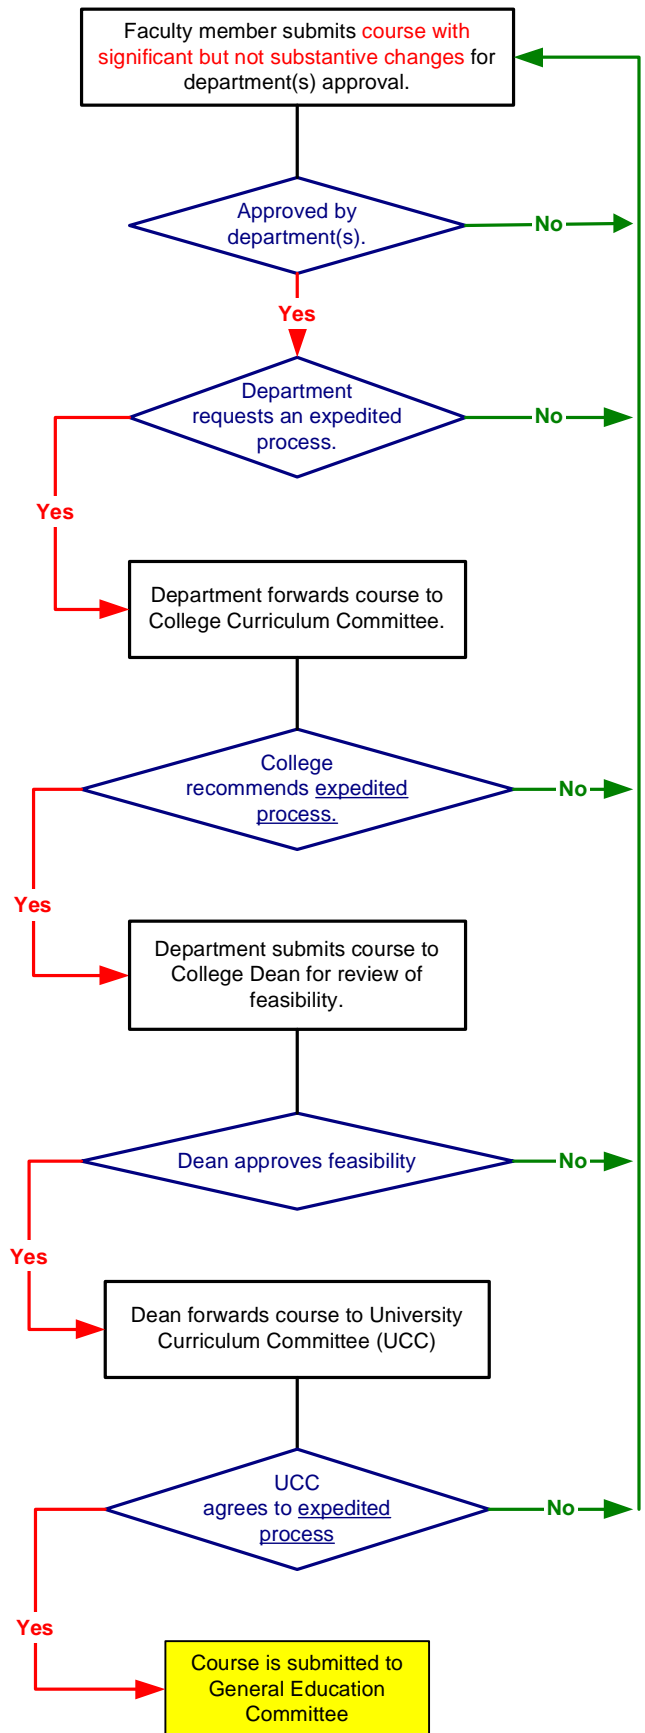 Faculty member submits course with
significant but not substantive changes for
department(s) approval.
Approved by
department(s).
No
Yes
Department
requests an expedited
process.
No
Yes
Department forwards course to
College Curriculum Committee.
College
recommends expedited
process.
No
Yes
Department submits course to
College Dean for review of
feasibility.
Dean approves feasibility
No
Yes
Dean forwards course to University
Curriculum Committee (UCC)
UCC
agrees to expedited
process
No
Yes
Course is submitted to
General Education
Committee